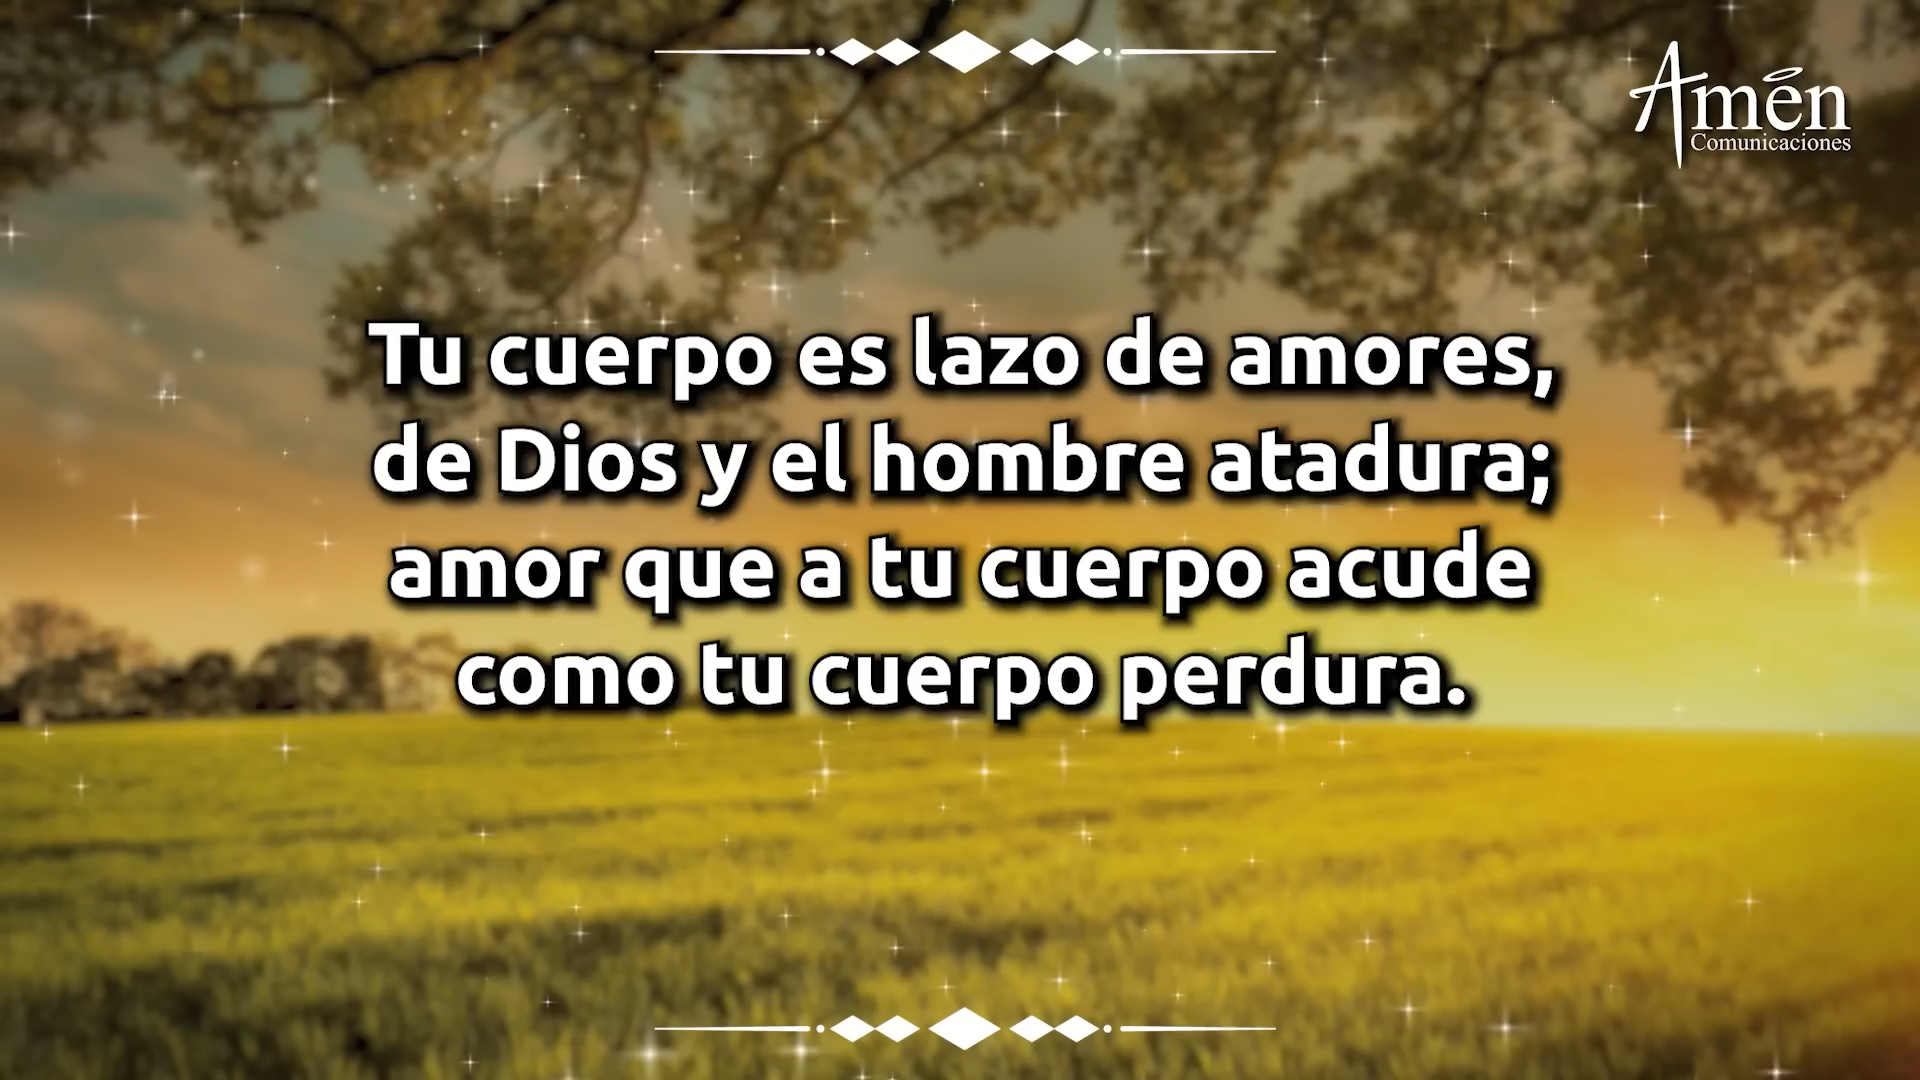 Amén
Comunicaciones
Tu cuerpo es lazo de amores,
de Dios y el hombre atadura;
amor que a tu cuerpo acude
como tu cuerpo perdura.